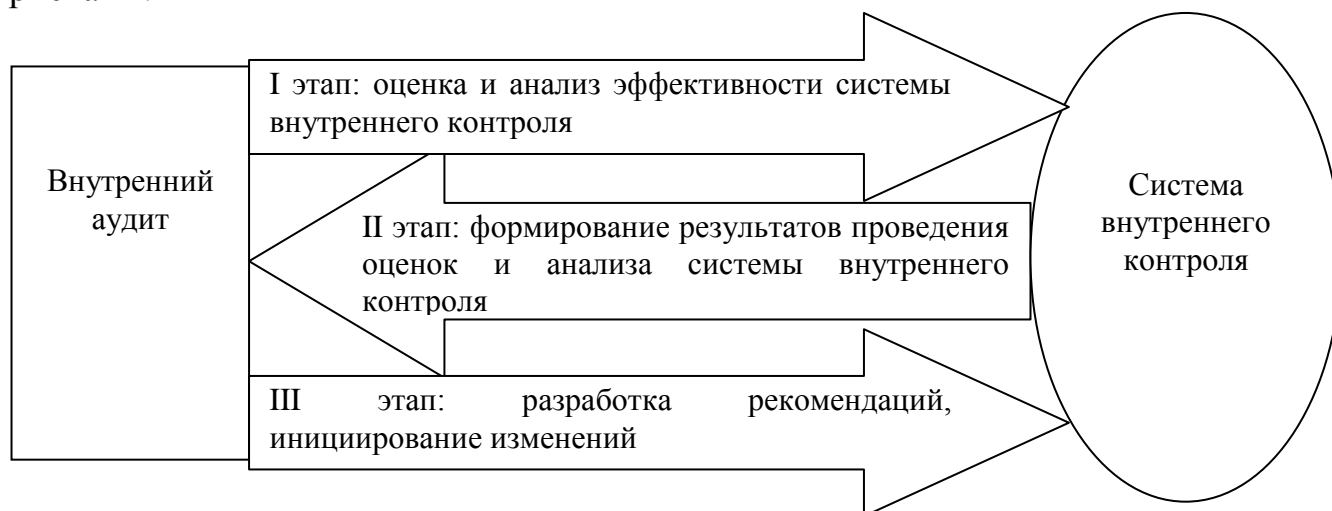 I этап: оценка и анализ эффективности системы
внутреннего контроля
Внутренний
аудит
II этап: формирование результатов проведения
оценок и анализа системы внутреннего
контроля
Система
внутреннего
контроля
III этап: разработка рекомендаций,
инициирование изменений